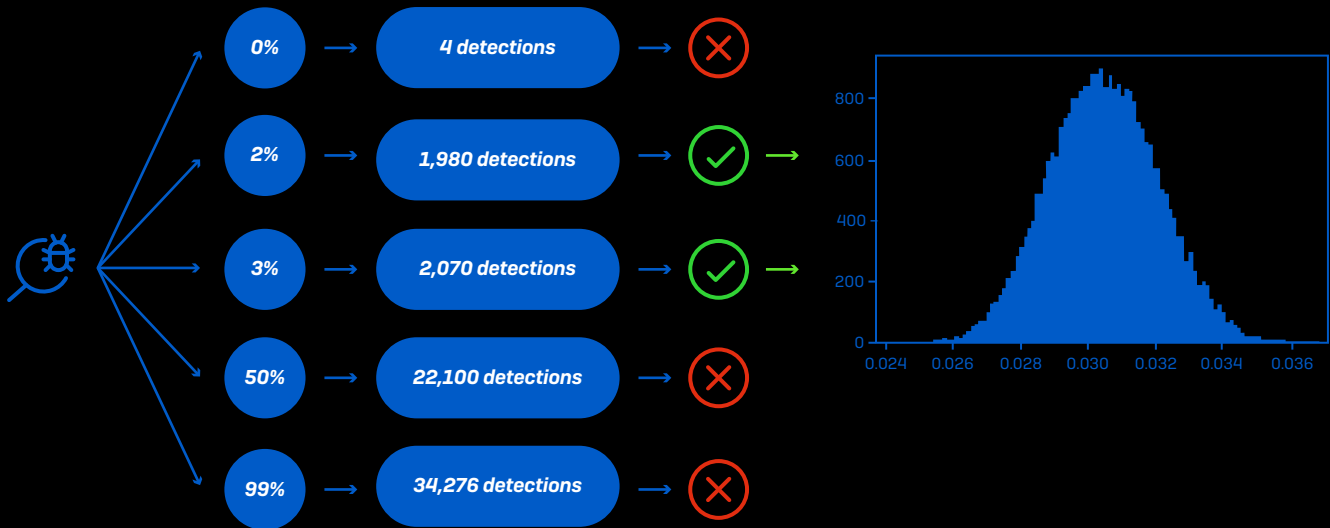 0%
4 detections
2%
1,980 detections
3%
2,070 detections
50%
22,100 detections
99%
34,276 detections
800
600
400
200
0
0.024 0.026 0.028 0.030 0.032 0.034 0.036